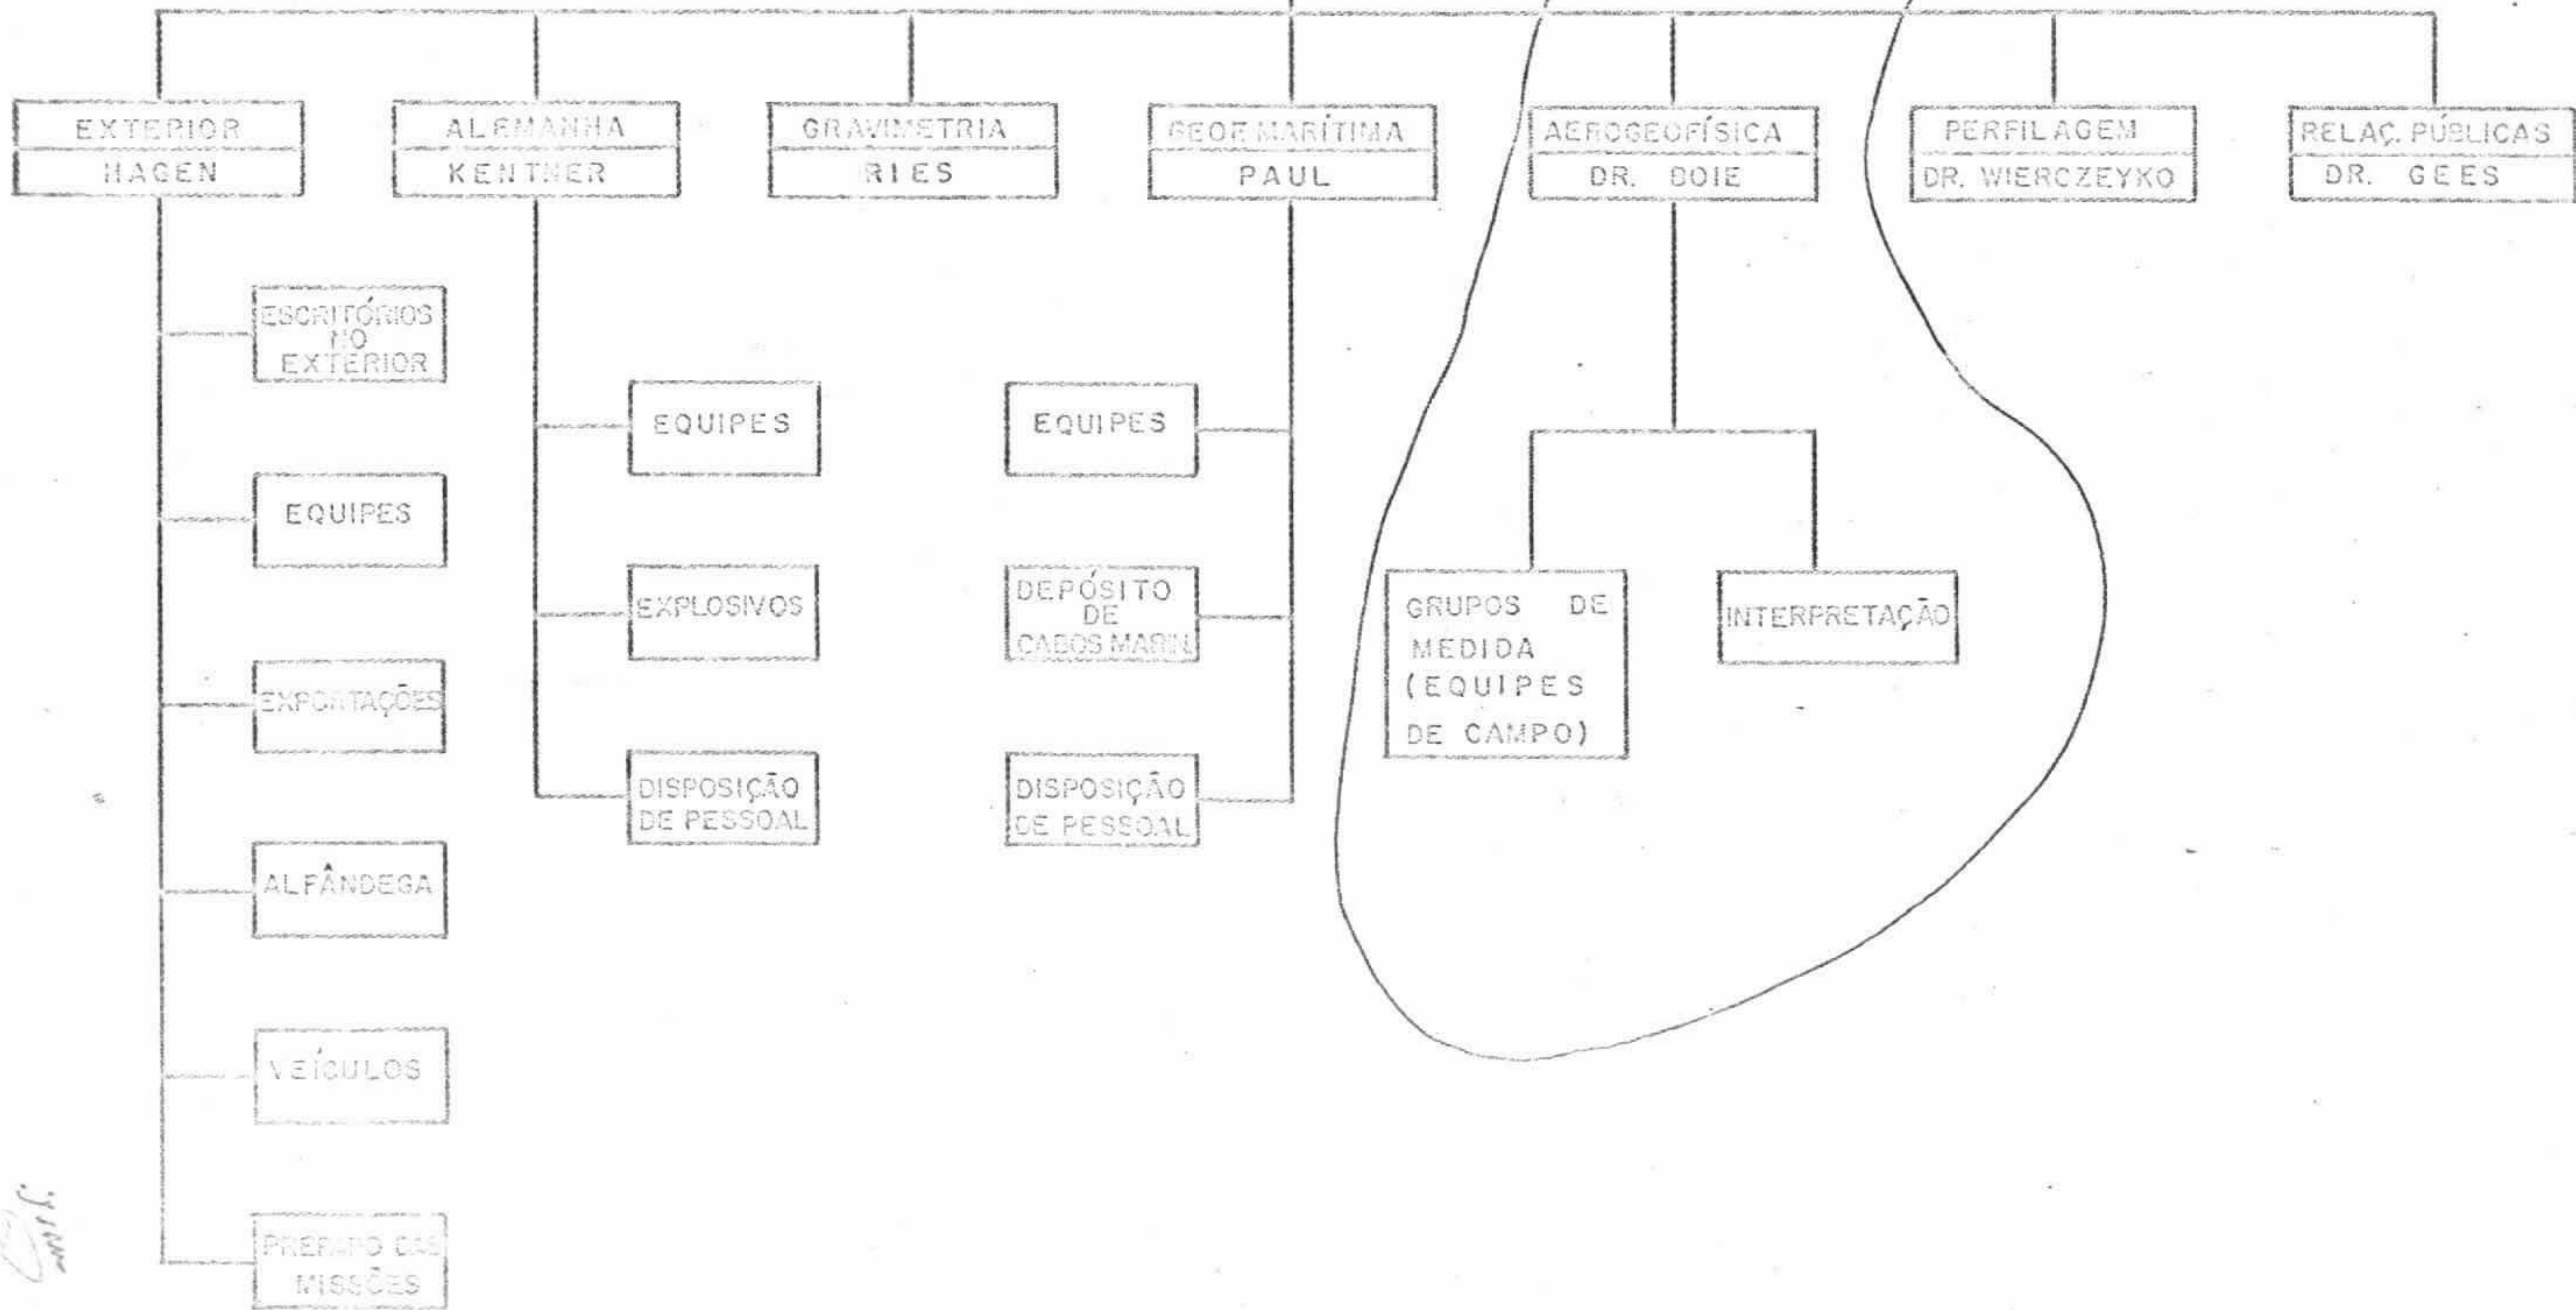 EXTERIOR
HAGEN
ALEMANHA
KENTNER
GRAVIMETRIA
RIES
GEOF. MARÍTIMA
PAUL
AEROGEOFÍSICA
DR. BOIE
PERFILAGEM
DR. WIERCZEYKO
RELAÇ. PÚBLICAS
DR. GEES
ESCRITÓRIOS
NO
EXTERIOR
EQUIPES
EXPORTAÇÕES
ALFÂNDEGA
VEÍCULOS
PREPARO DAS
MISSÕES
EQUIPES
EXPLOSIVOS
DISPOSIÇÃO
DE PESSOAL
EQUIPES
DEPÓSITO
DE
CABOS MARIN.
DISPOSIÇÃO
DE PESSOAL
GRUPOS DE
MEDIDA
(EQUIPES
DE CAMPO)
INTERPRETAÇÃO